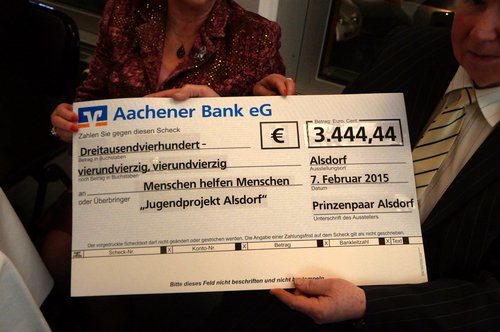 Aachener Bank eG
Zahlen Sie gegen diesen Scheck
Betrag: Euro, Cent
Dreitausendvierhundert -
€
3.444,44
Betrag in Buchstaben
vierundvierzig, vierundvierzig
Alsdorf
noch Betrag in Buchstaben
Ausstellungsort
7. Februar 2015
an
Menschen helfen Menschen
Datum
oder Überbringer
„Jugendprojekt Alsdorf"
Prinzenpaar Alsdorf
Unterschrift des Ausstellers
Der vorgedruckte Schecktext darf nicht geändert oder gestrichen werden. Die Angabe einer Zahlungsfrist auf dem Scheck gilt als nicht geschrieben.
Scheck-Nr. X Konto-Nr. X Betrag X Bankleitzahl X Text
Bitte dieses Feld nicht beschriften und nicht